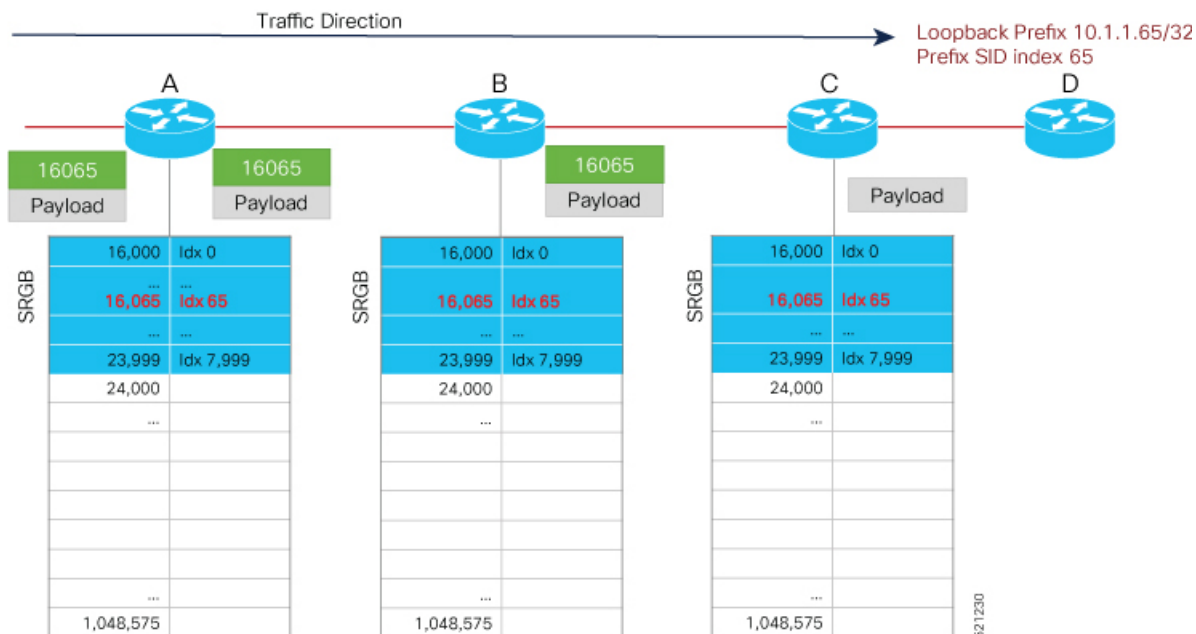 Traffic Direction
Loopback Prefix 10.1.1.65/32
Prefix SID index 65
A
B
C
D
16065
Payload
16065
Payload
16065
Payload
Payload
SRGB
16,000 Idx 0
... ...
16,065 Idx 65
... ...
23,999 Idx 7,999
24,000
...
...
1,048,575
SRGB
16,000 Idx 0
16,065 Idx 65
... ...
23,999 Idx 7,999
24,000
...
...
1,048,575
SRGB
16,000 Idx 0
16,065 Idx 65
... ...
23,999 Idx 7,999
24,000
...
...
1,048,575
521230